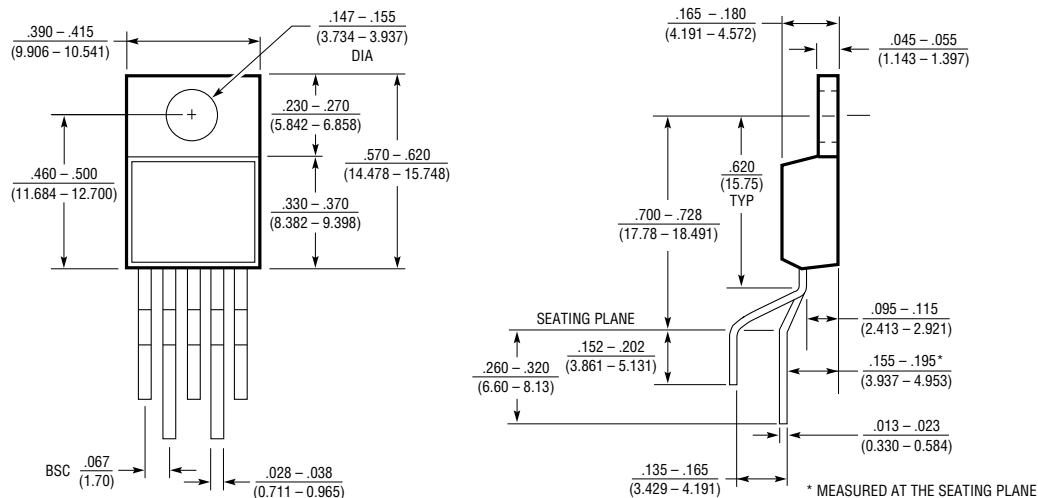 .390 – .415
(9.906 – 10.541)
.147 – .155
(3.734 – 3.937)
DIA
.230 – .270
(5.842 – 6.858)
.460 – .500
(11.684 – 12.700)
.570 – .620
(14.478 – 15.748)
.330 – .370
(8.382 – 9.398)
BSC
.067
(1.70)
.028 – .038
(0.711 – 0.965)
.165 – .180
(4.191 – 4.572)
.045 – .055
(1.143 – 1.397)
.620
(15.75)
TYP
.700 – .728
(17.78 – 18.491)
SEATING PLANE
.095 – .115
(2.413 – 2.921)
.152 – .202
(3.861 – 5.131)
.260 – .320
(6.60 – 8.13)
.155 – .195*
(3.937 – 4.953)
.013 – .023
(0.330 – 0.584)
.135 – .165
(3.429 – 4.191)
* MEASURED AT THE SEATING PLANE